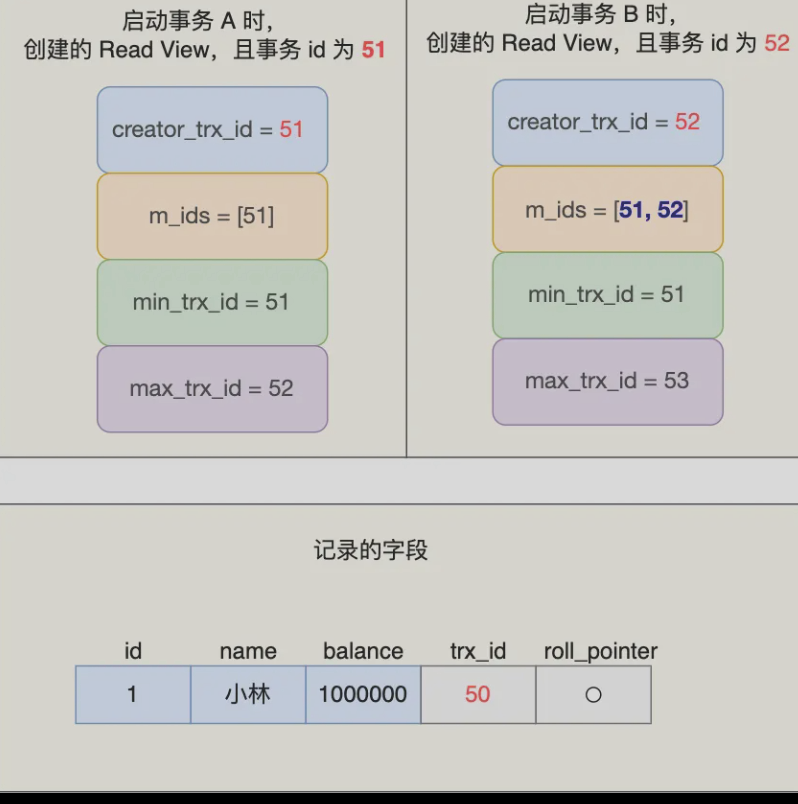 启动事务 A 时，
创建的 Read View，且事务 id 为 51
creator_trx_id = 51
m_ids = [51]
min_trx_id = 51
max_trx_id = 52
启动事务 B 时，
创建的 Read View，且事务 id 为 52
creator_trx_id = 52
m_ids = [51, 52]
min_trx_id = 51
max_trx_id = 53
记录的字段
id name balance trx_id roll_pointer
1 小林 1000000 50